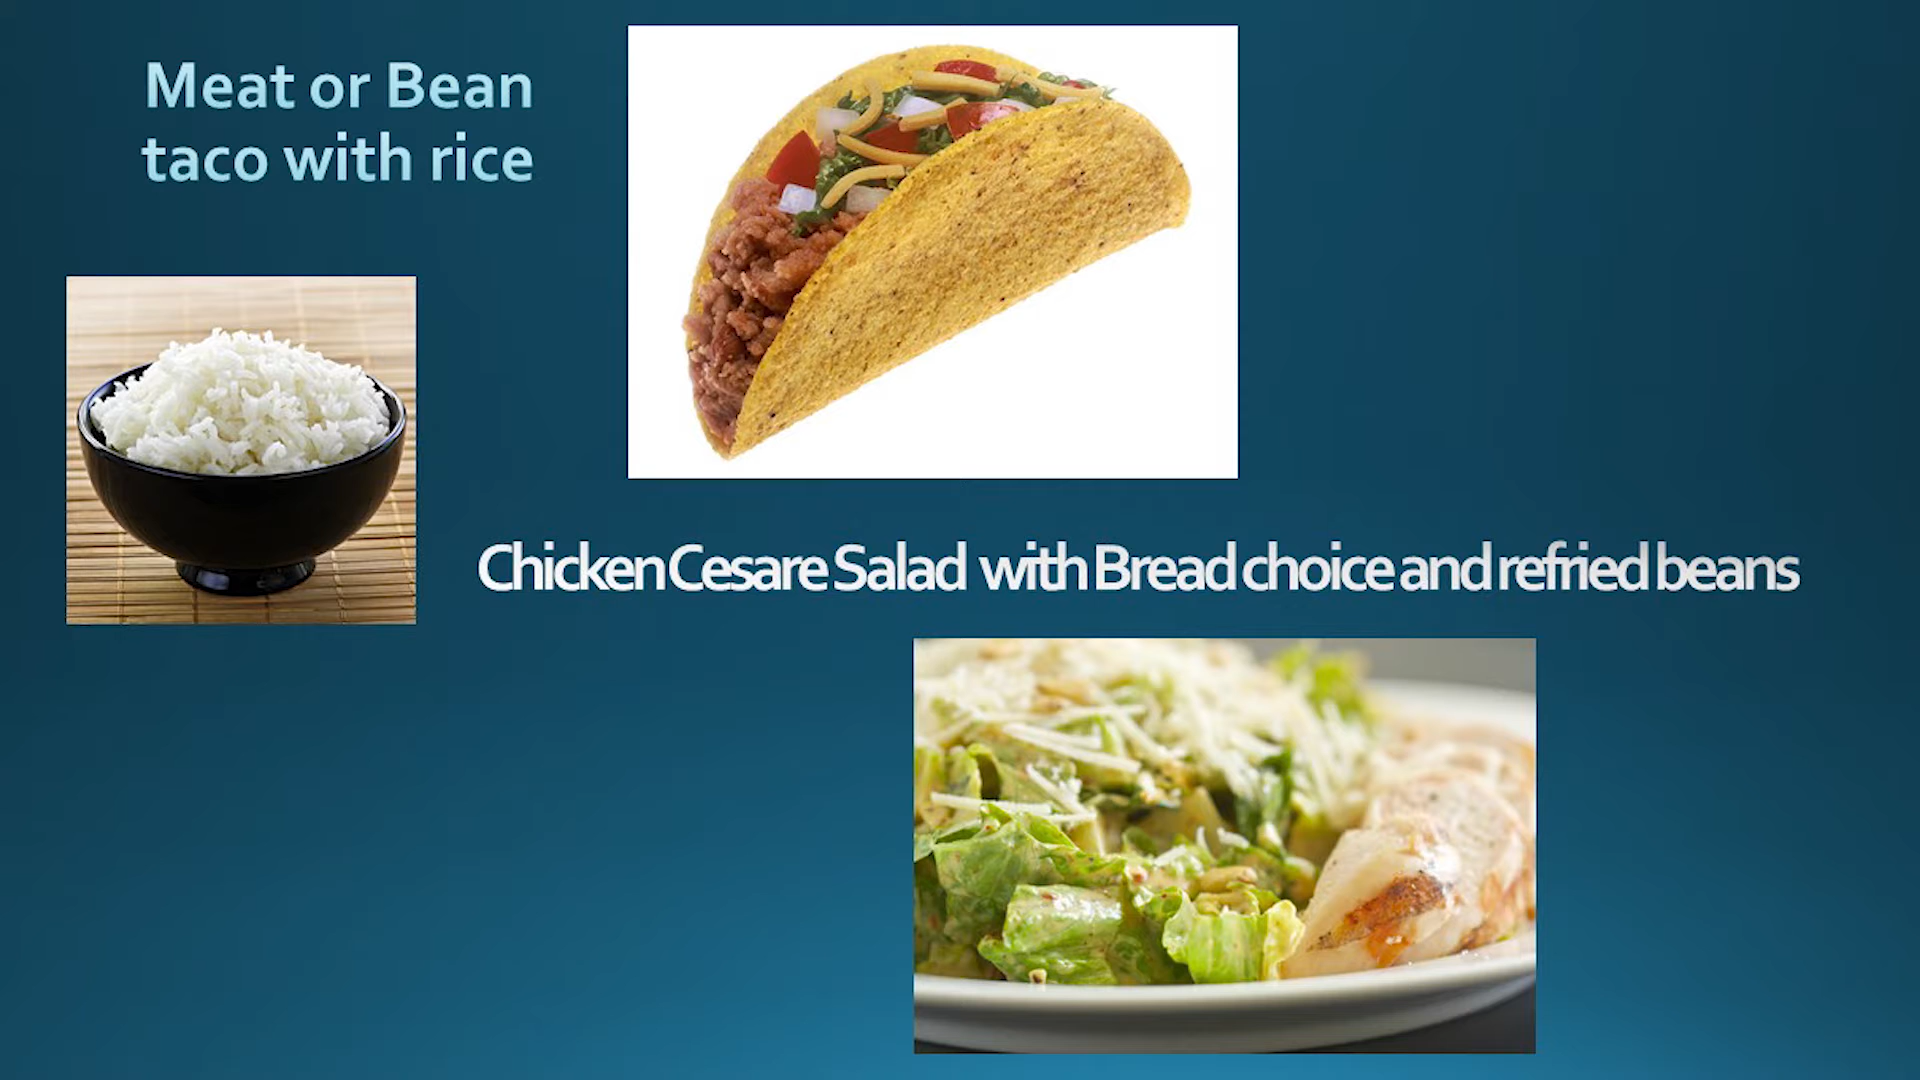 Meat or Bean
taco with rice
Chicken Cesare Salad with Bread choice and refried beans